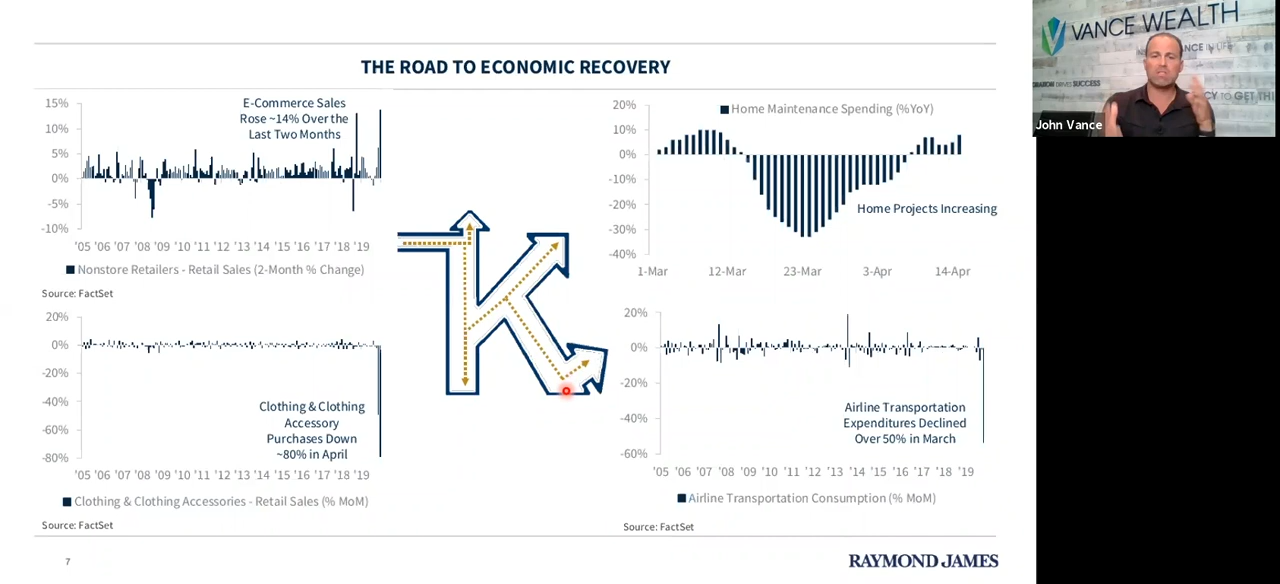 THE ROAD TO ECONOMIC RECOVERY
15%
10%
5%
0%
-5%
-10%
E-Commerce Sales
Rose ~14% Over the
Last Two Months
'05 '06 '07 '08 '09 '10 '11 '12 '13 '14 '15 '16 '17 '18 '19
Nonstore Retailers - Retail Sales (2-Month % Change)
Source: FactSet
20%
0%
-20%
-40%
-60%
-80%
Clothing & Clothing
Accessory
Purchases Down
~80% in April
'05 '06 '07 '08 '09 '10 '11 '12 '13 '14 '15 '16 '17 '18 '19
Clothing & Clothing Accessories - Retail Sales (% MoM)
Source: FactSet
20%
10%
0%
-10%
-20%
-30%
-40%
Home Maintenance Spending (%YoY)
Home Projects Increasing
1-Mar 12-Mar 23-Mar 3-Apr 14-Apr
20%
0%
-20%
-40%
-60%
Airline Transportation
Expenditures Declined
Over 50% in March
'05 '06 '07 '08 '09 '10 '11 '12 '13 '14 '15 '16 '17 '18 '19
Airline Transportation Consumption (% MoM)
Source: FactSet
7
RAYMOND JAMES
VANCE WEALTH
IN LIFE
SUCCESS
TO GET
John Vance